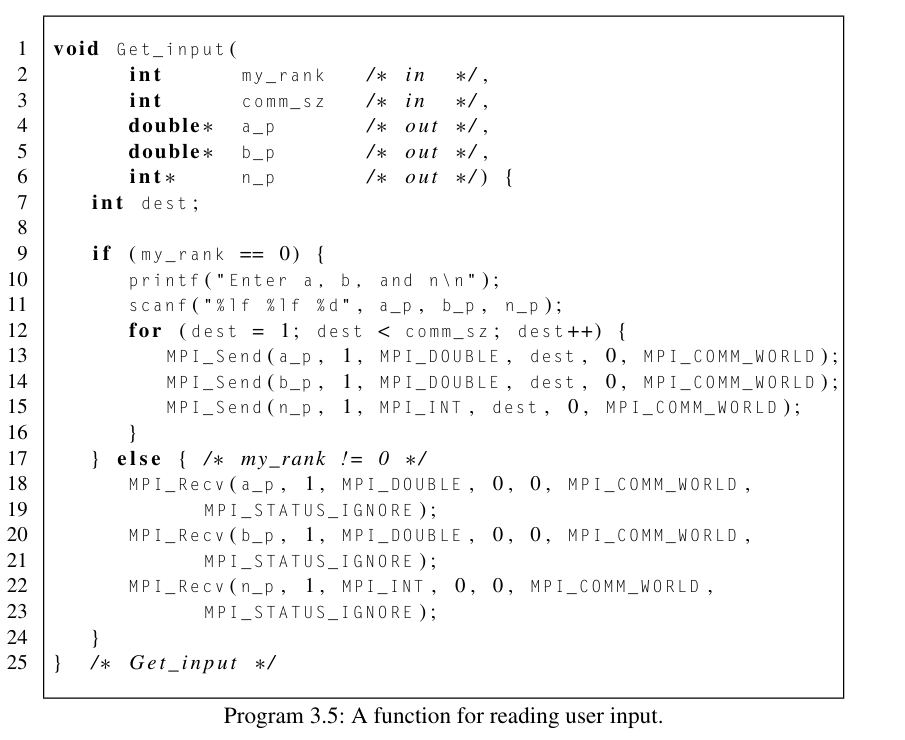 1 void Get_input(
2 int my_rank /* in */,
3 int comm_sz /* in */,
4 double* a_p /* out */,
5 double* b_p /* out */,
6 int* n_p /* out */) {
7 int dest;
8
9 if (my_rank == 0) {
10 printf("Enter a, b, and n\n");
11 scanf("%lf %lf %d", a_p, b_p, n_p);
12 for (dest = 1; dest < comm_sz; dest++) {
13 MPI_Send(a_p, 1, MPI_DOUBLE, dest, 0, MPI_COMM_WORLD);
14 MPI_Send(b_p, 1, MPI_DOUBLE, dest, 0, MPI_COMM_WORLD);
15 MPI_Send(n_p, 1, MPI_INT, dest, 0, MPI_COMM_WORLD);
16 }
17 } else { /* my_rank != 0 */
18 MPI_Recv(a_p, 1, MPI_DOUBLE, 0, 0, MPI_COMM_WORLD,
19 MPI_STATUS_IGNORE);
20 MPI_Recv(b_p, 1, MPI_DOUBLE, 0, 0, MPI_COMM_WORLD,
21 MPI_STATUS_IGNORE);
22 MPI_Recv(n_p, 1, MPI_INT, 0, 0, MPI_COMM_WORLD,
23 MPI_STATUS_IGNORE);
24 }
25 } /* Get_input */
Program 3.5: A function for reading user input.